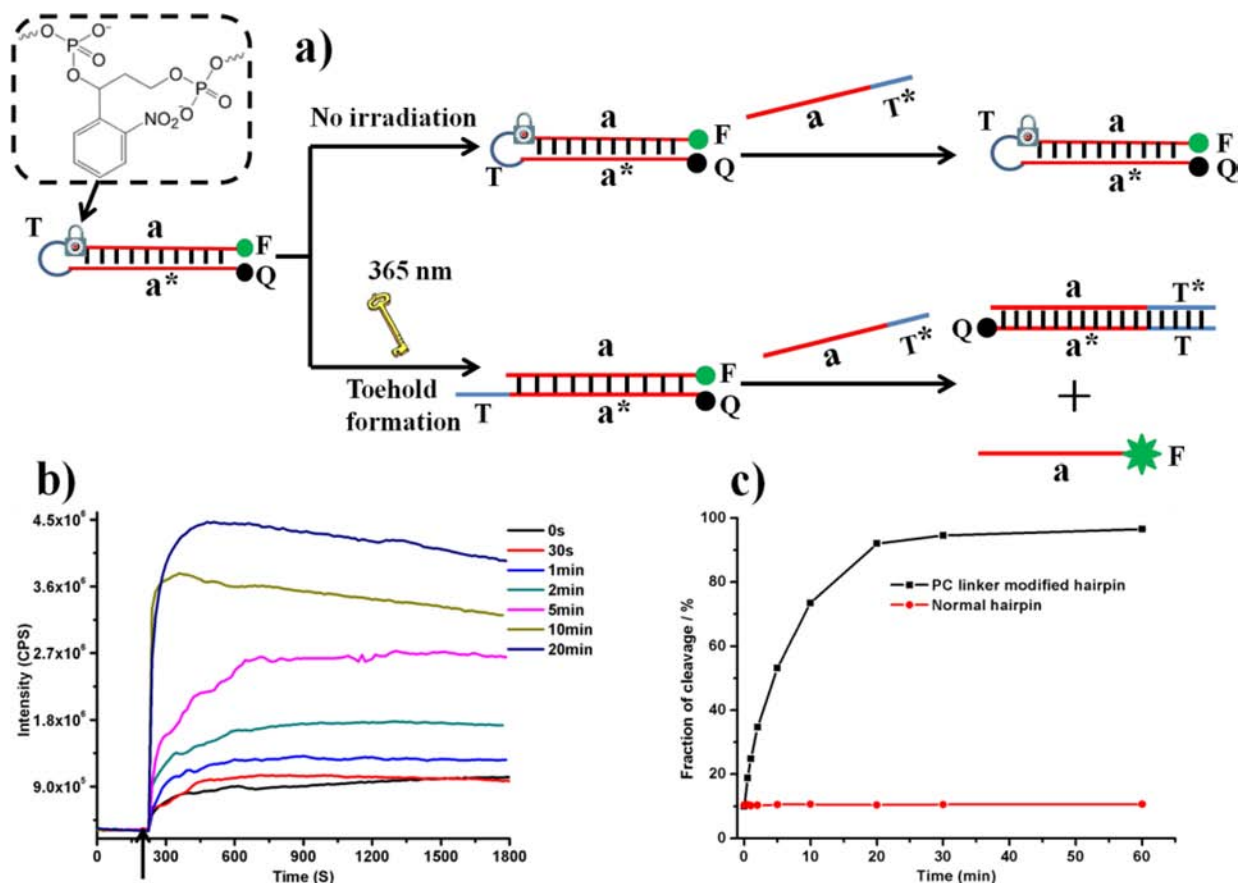 a)
O
O⁻
P
O
O
O
P
O
O
⁻O
NO₂
No irradiation
T
a
a*
F
Q
a
T*
T
a
a*
F
Q
T
a
a*
F
Q
365 nm
Toehold
formation
a
T
a*
F
Q
a
T*
Q
a
T*
a*
T
+
a
F
b)
4.5x10⁶
3.6x10⁶
2.7x10⁶
1.8x10⁶
9.0x10⁵
Intensity (CPS)
0s
30s
1min
2min
5min
10min
20min
0
300
600
900
1200
1500
1800
Time (S)
c)
100
80
60
40
20
0
Fraction of cleavage / %
PC linker modified hairpin
Normal hairpin
0
10
20
30
40
50
60
Time (min)